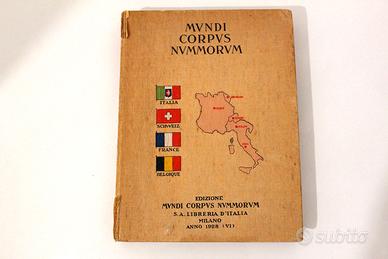 MVNDI
CORPVS
NVMMORVM
ITALIA
SCHWEIZ
FRANCE
BELGIQUE
EDIZIONE
MVNDI CORPVS NVMMORVM
S.A. LIBRERIA D'ITALIA
MILANO
ANNO 1928 (VI)
subito